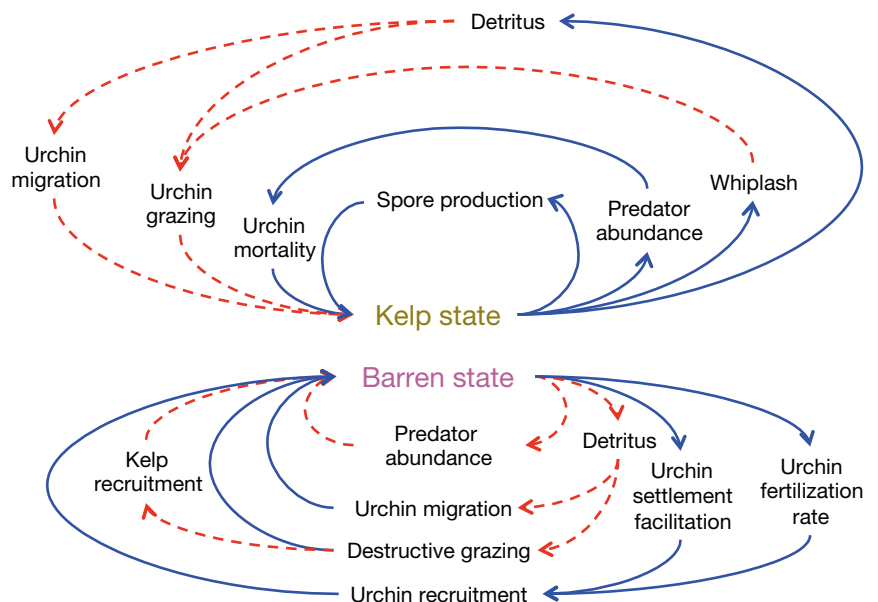 Detritus
Urchin
migration
Urchin
grazing
Urchin
mortality
Spore production
Predator
abundance
Whiplash
Kelp state
Barren state
Predator
abundance
Detritus
Kelp
recruitment
Urchin
settlement
facilitation
Urchin
fertilization
rate
Urchin migration
Destructive grazing
Urchin recruitment